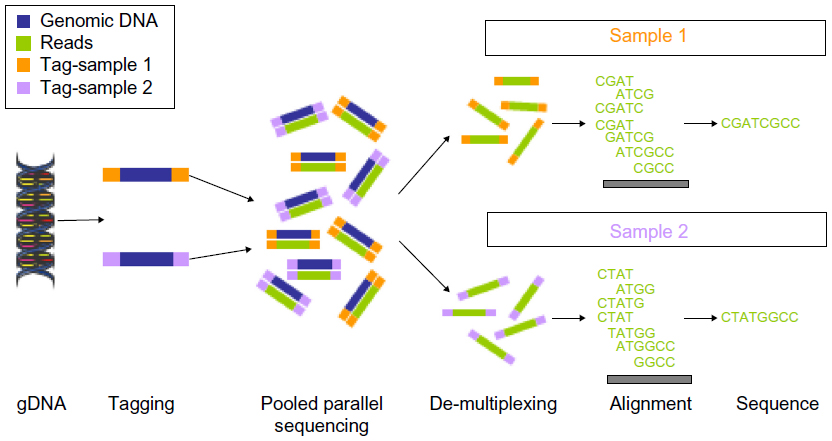 Genomic DNA
Reads
Tag-sample 1
Tag-sample 2
Sample 1
CGAT
ATCG
CGATC
CGAT
GATCG
ATCGCC
CGCC
CGATCGCC
Sample 2
CTAT
ATGG
CTATG
CTAT
TATGG
ATGGCC
GGCC
CTATGGCC
gDNA
Tagging
Pooled parallel
sequencing
De-multiplexing
Alignment
Sequence